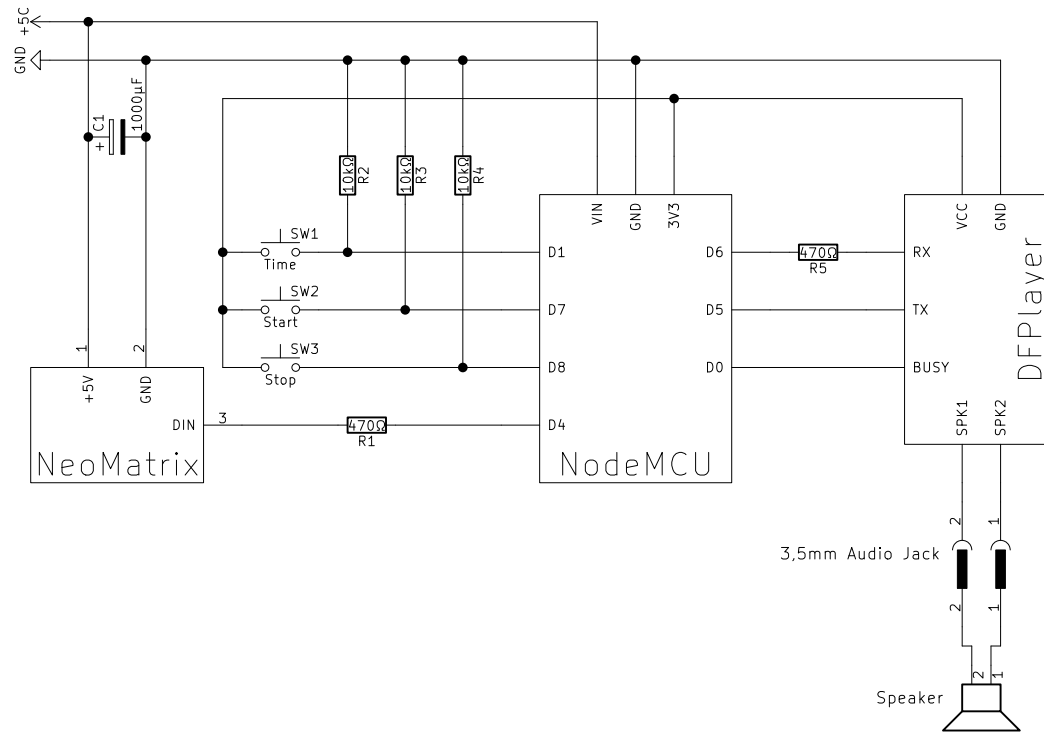 +5C
GND
C1
+
1000µF
10kΩ
R2
10kΩ
R3
10kΩ
R4
VIN
GND
3V3
VCC
GND
SW1
Time
D1
D6
470Ω
R5
RX
SW2
Start
D7
D5
TX
SW3
Stop
D8
D0
BUSY
DFPlayer
1
2
+5V
GND
DIN
3
470Ω
R1
D4
SPK1
SPK2
NeoMatrix
NodeMCU
2
1
3,5mm Audio Jack
2
1
2
1
Speaker